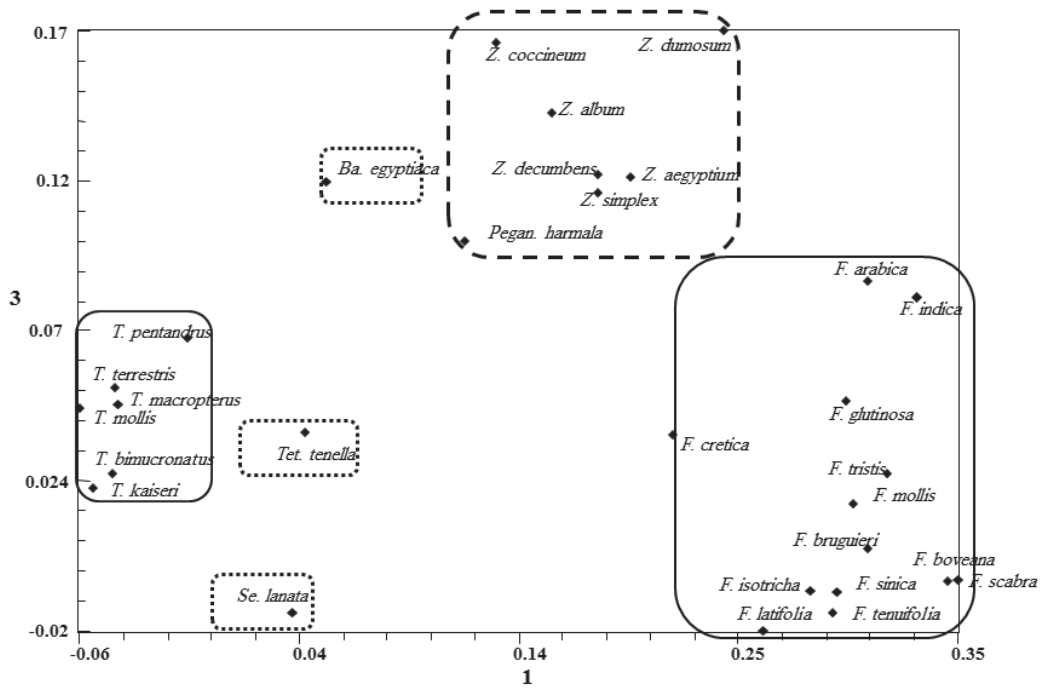 0.17
Z. dumosum
Z. coccineum
Z. album
Ba. egyptiaca
Z. decumbens
Z. aegyptium
0.12
Z. simplex
Pegan. harmala
F. arabica
3
F. indica
0.07
T. pentandrus
T. terrestris
T. macropterus
T. mollis
F. glutinosa
F. cretica
Tet. tenella
T. bimucronatus
F. tristis
0.024
T. kaiseri
F. mollis
F. bruguieri
F. boveana
F. isotricha
F. sinica
F. scabra
Se. lanata
F. latifolia
F. tenuifolia
-0.02
-0.06
0.04
0.14
0.25
0.35
1